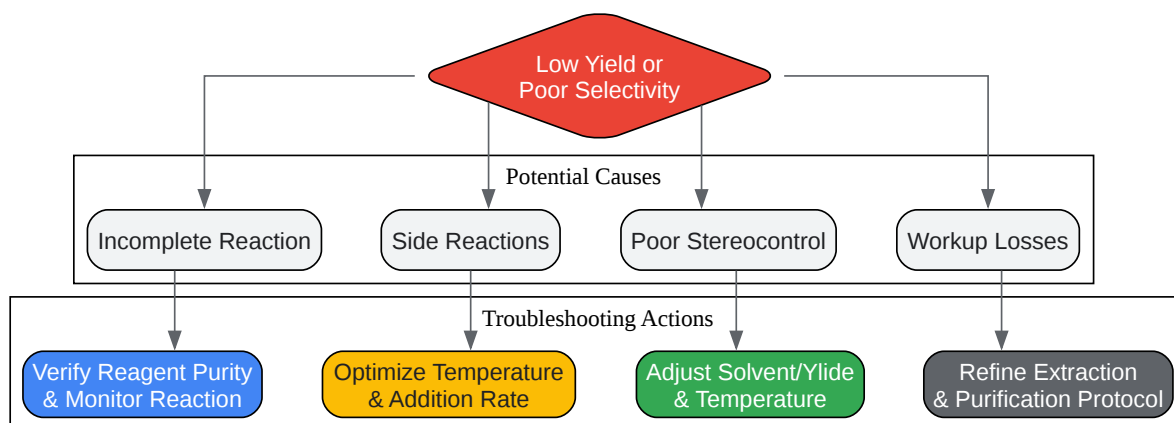 Low Yield or
Poor Selectivity
Potential Causes
Incomplete Reaction
Side Reactions
Poor Stereocontrol
Workup Losses
Troubleshooting Actions
Verify Reagent Purity
& Monitor Reaction
Optimize Temperature
& Addition Rate
Adjust Solvent/Ylide
& Temperature
Refine Extraction
& Purification Protocol